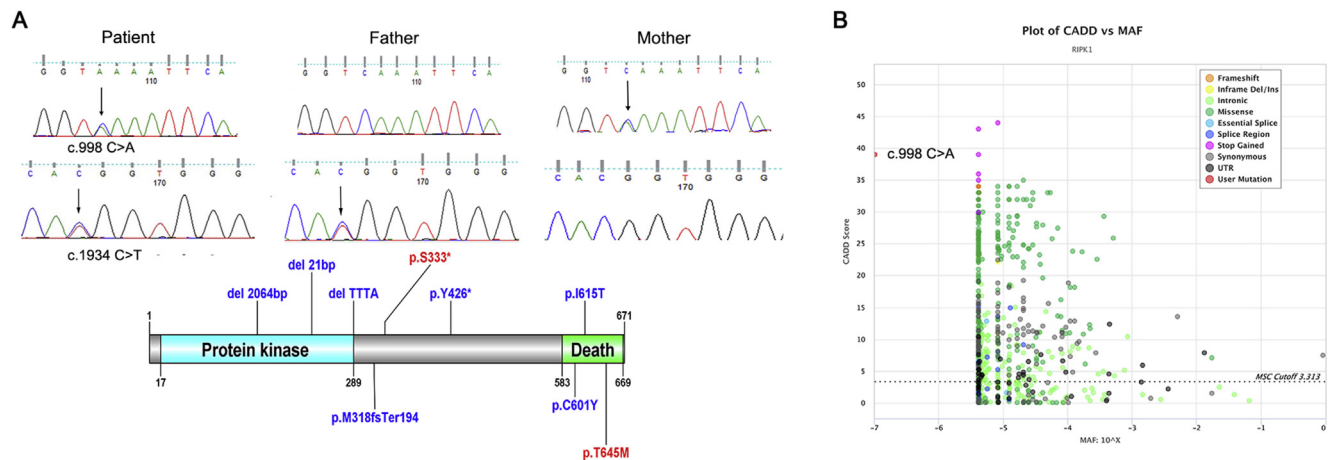 A
Patient
Father
Mother
G G T A A A A T T C A
110
G G T C A A A T T C A
110
G G T C A A A T T C A
110
c.998 C>A
C A C G G T G G G
170
C A C G G T G G G
170
C A C G G T G G G
170
c.1934 C>T
del 21bp
p.S333*
del 2064bp
del TTTA
p.Y426*
p.I615T
1
671
Protein kinase
Death
17
289
583
669
p.M318fsTer194
p.C601Y
p.T645M
B
Plot of CADD vs MAF
RIPK1
50
45
40
35
30
25
20
15
10
5
0
CADD Score
c.998 C>A
Frameshift
Inframe Del/Ins
Intronic
Missense
Essential Splice
Splice Region
Stop Gained
Synonymous
UTR
User Mutation
MSC Cutoff 3.313
-7 -6 -5 -4 -3 -2 -1 0
MAF: 10^X